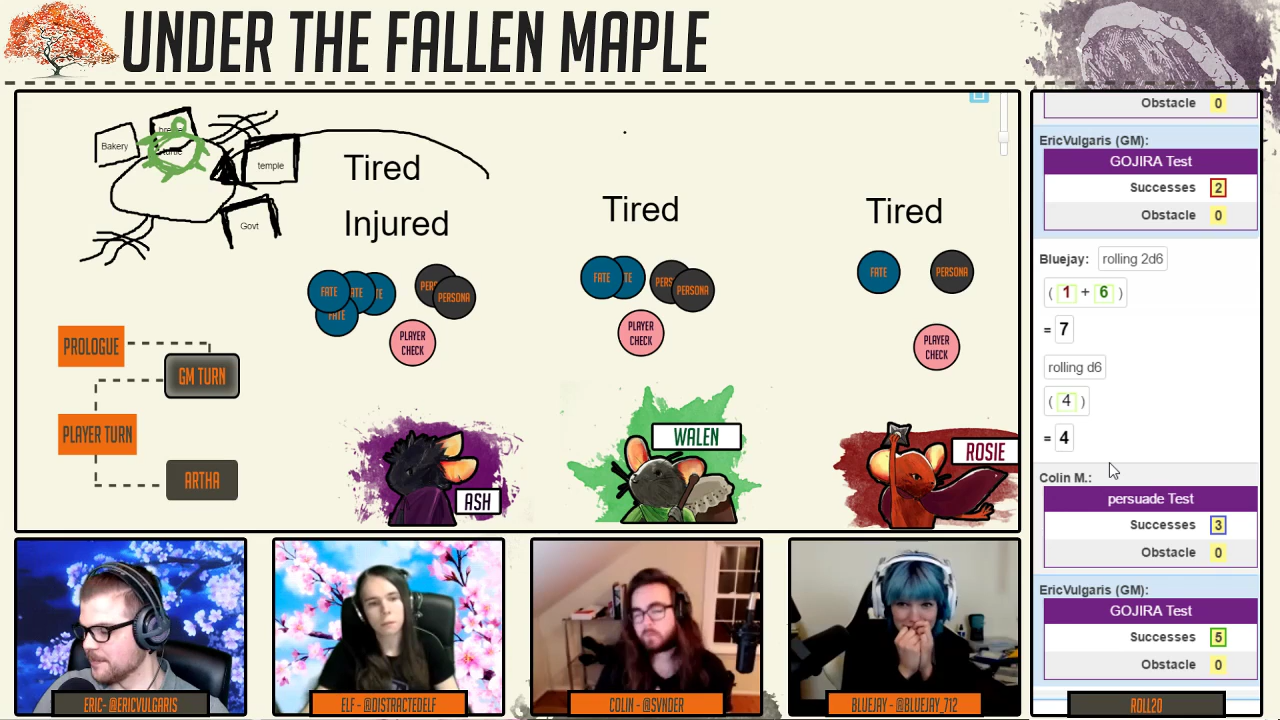 UNDER THE FALLEN MAPLE
Bakery
temple
Govt
Tired
Injured
Tired
Tired
FATE
FATE
PERSONA
PLAYER
CHECK
FATE
PERSONA
PLAYER
CHECK
FATE
PERSONA
PLAYER
CHECK
PROLOGUE
GM TURN
PLAYER TURN
ARTHA
ASH
WALEN
ROSIE
ERIC- @ERICVULGARIS
ELF - @DISTRACTEDELF
COLIN - @SVNDER
BLUEJAY - @BLUEJAY_712
Obstacle 0
EricVulgaris (GM):
GOJIRA Test
Successes 2
Obstacle 0
Bluejay: rolling 2d6
( 1 + 6 )
= 7
rolling d6
( 4 )
= 4
Colin M.:
persuade Test
Successes 3
Obstacle 0
EricVulgaris (GM):
GOJIRA Test
Successes 5
Obstacle 0
ROLL20